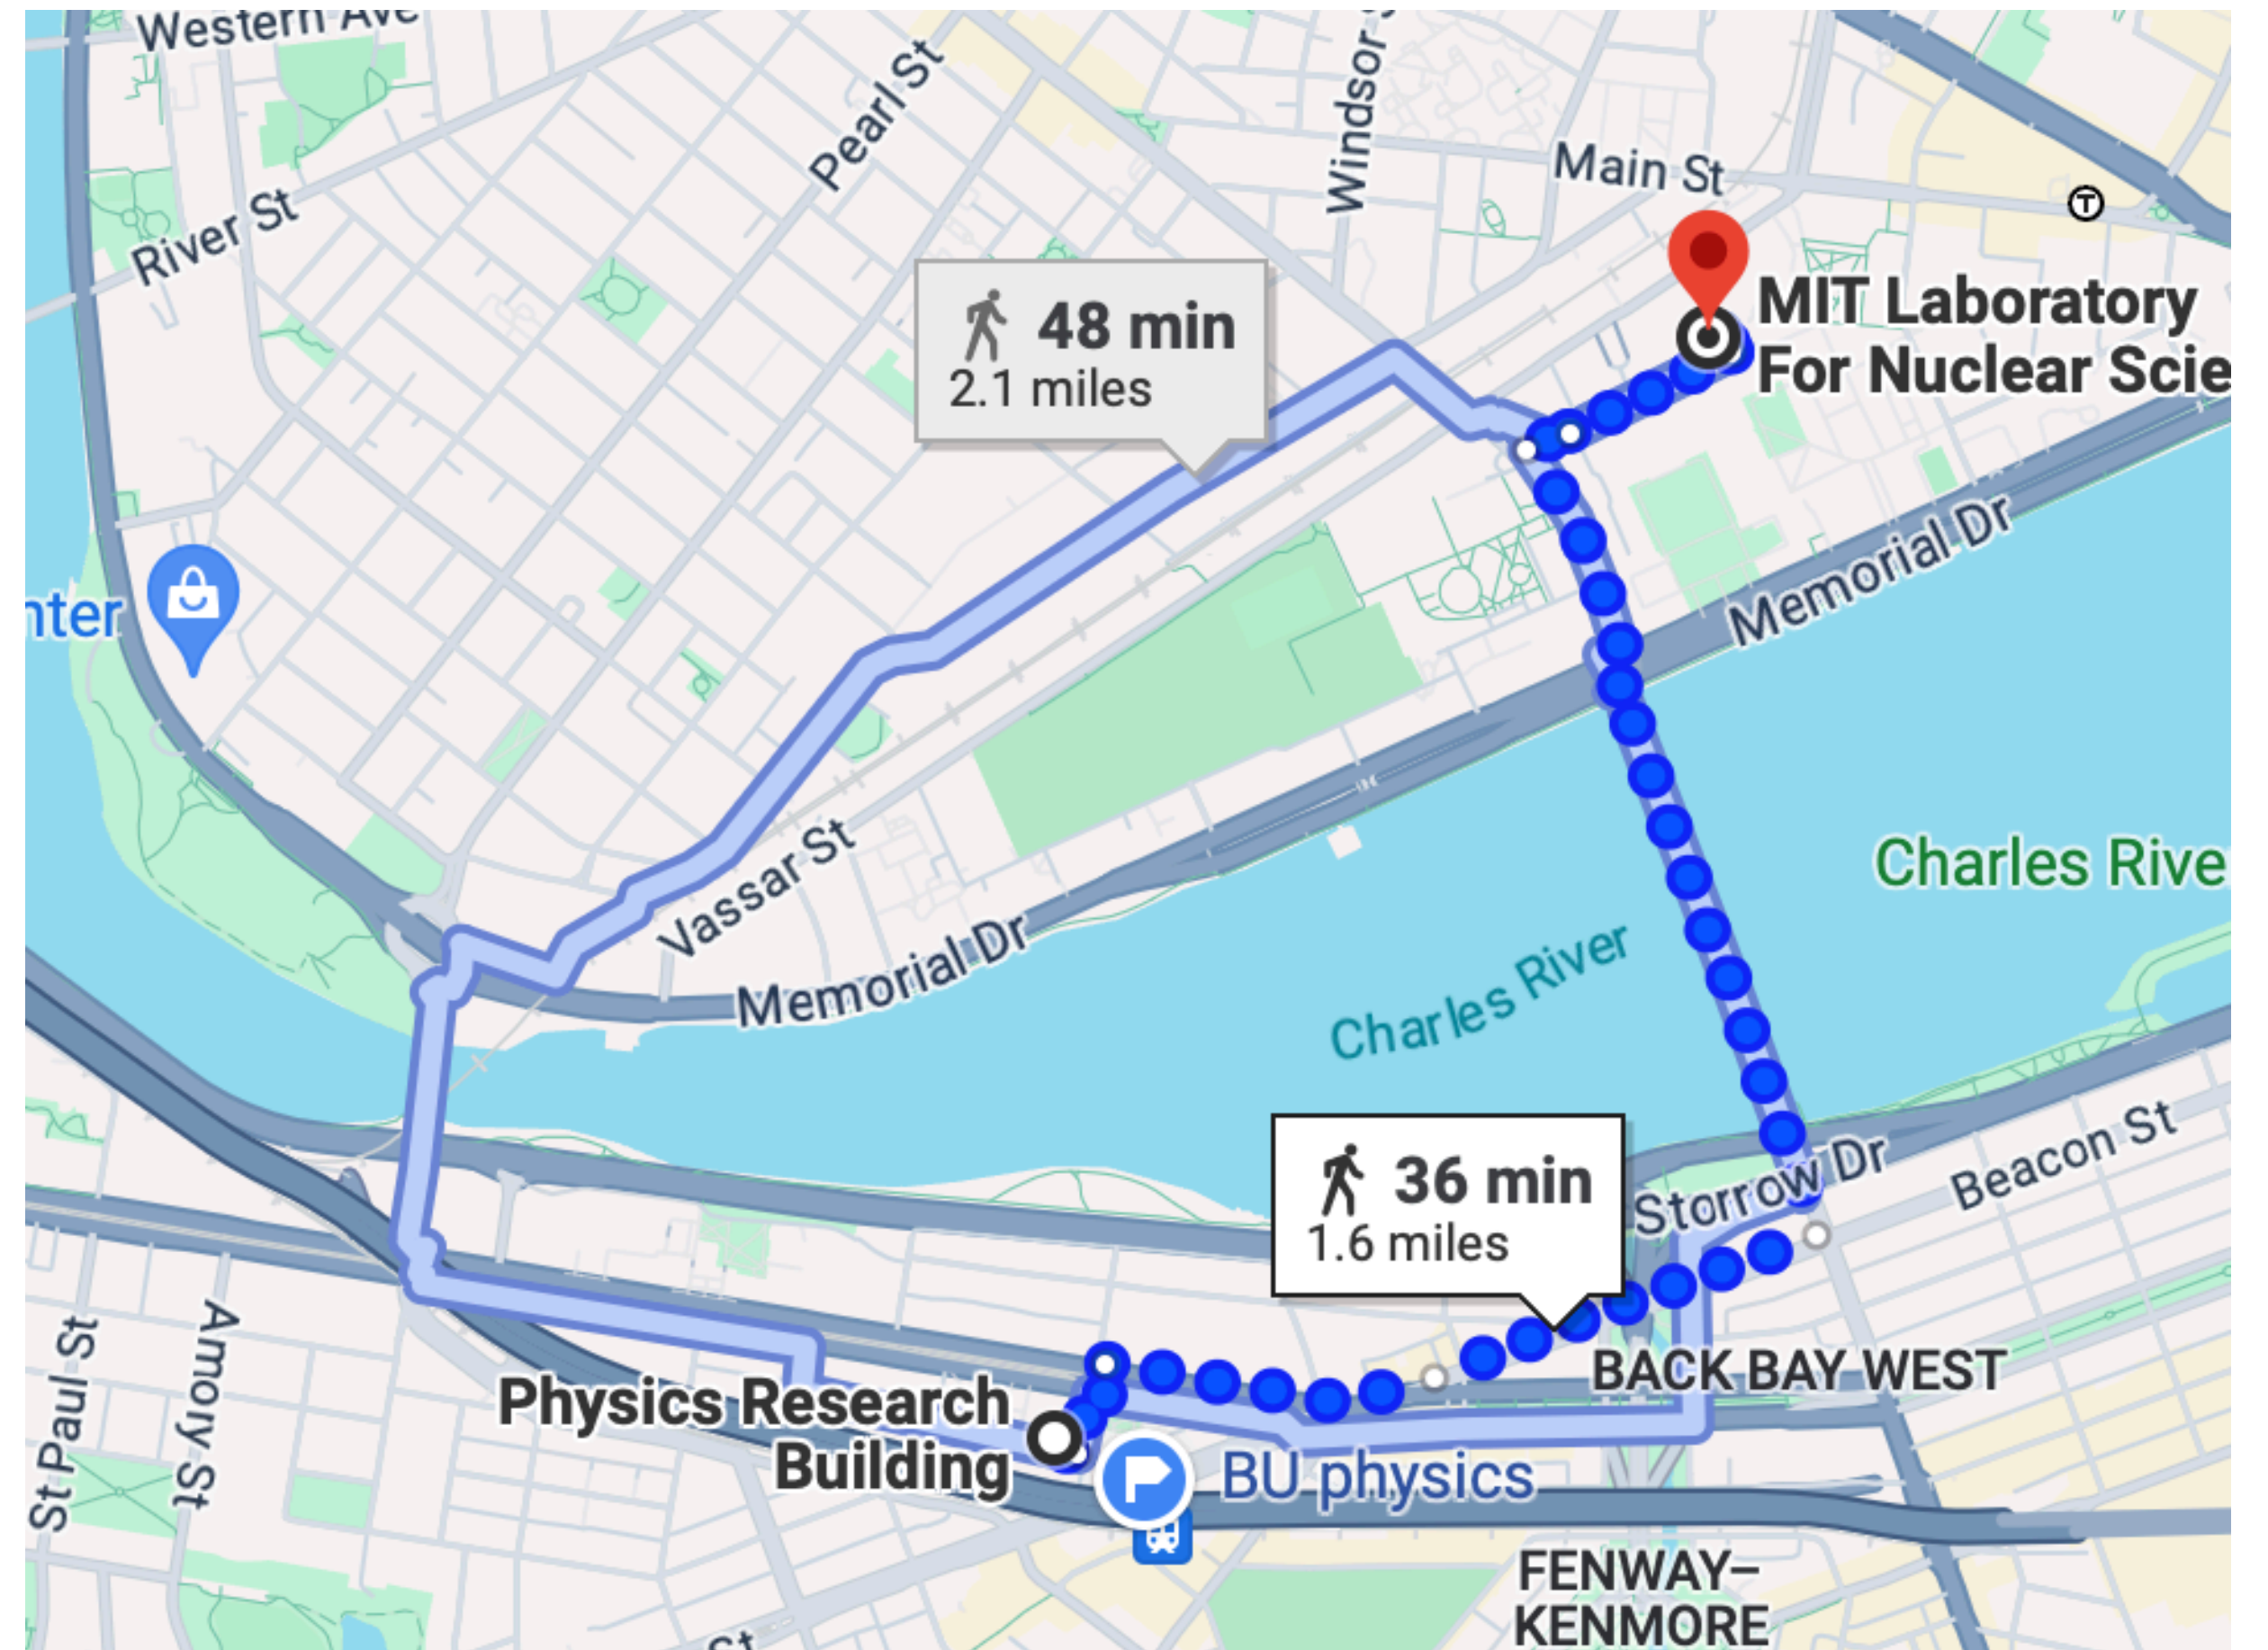 Western Ave
Pearl St
Windsor
Main St
River St
T
48 min
2.1 miles
MIT Laboratory
For Nuclear Scie
nter
Memorial Dr
Vassar St
Charles Rive
Memorial Dr
Charles River
36 min
1.6 miles
Storrow Dr
Beacon St
Amory St
St Paul St
BACK BAY WEST
Physics Research
Building
BU physics
FENWAY–
KENMORE
St